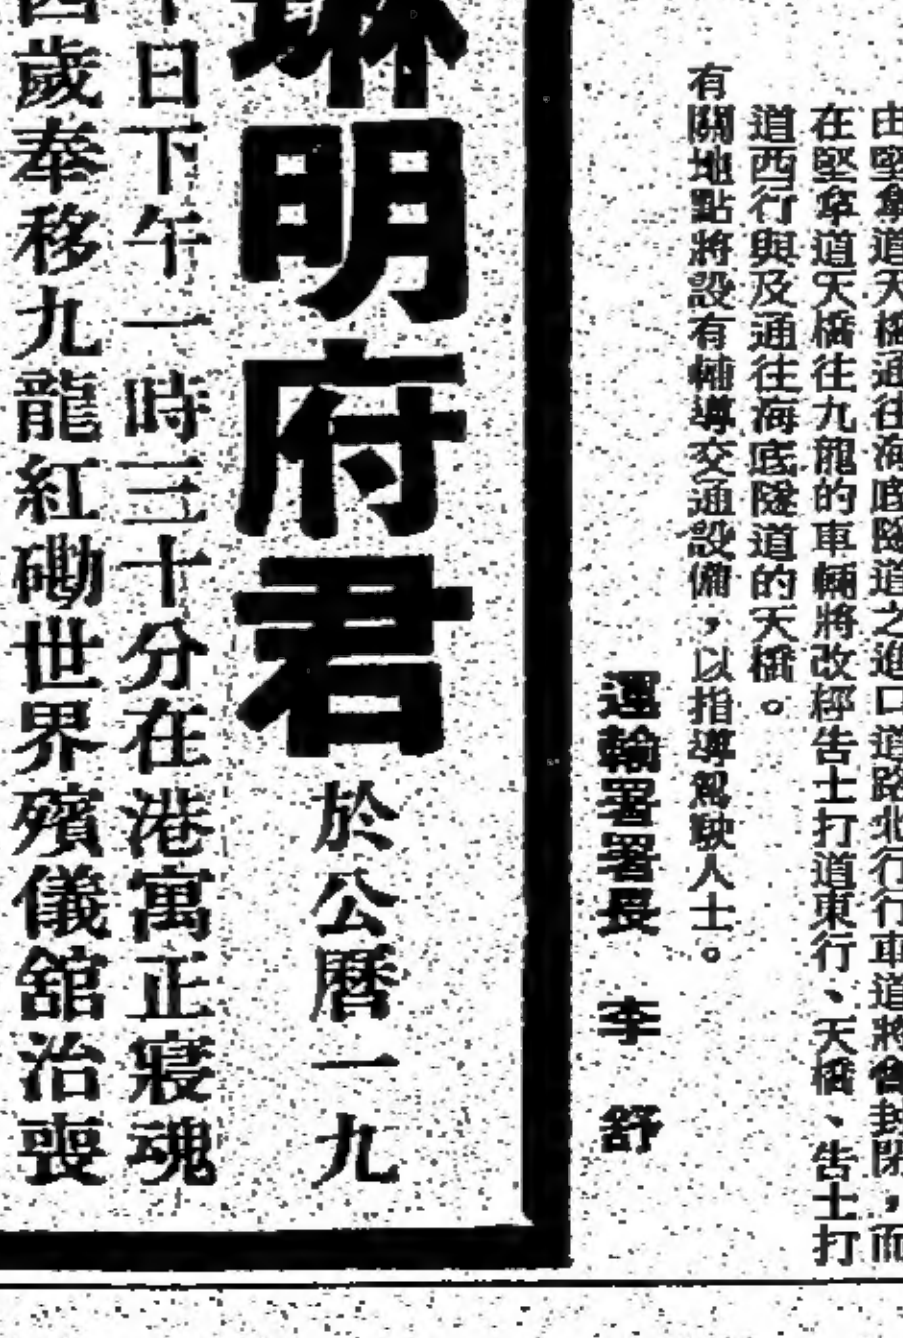 由堅拿道天橋通往海底隧道之進口道路北行行車道將會封閉，而
在堅拿道天橋往九龍的車輛將改經告士打道東行、天橋、告士打
道西行與及通往海底隧道的天橋。
有關地點將設有輔導交通設備，以指導駕駛人士。
運輸署署長 李舒
琳明府君於公曆一九
日下午一時三十分在港寓正寢魂
四歲奉移九龍紅磡世界殯儀舘治喪